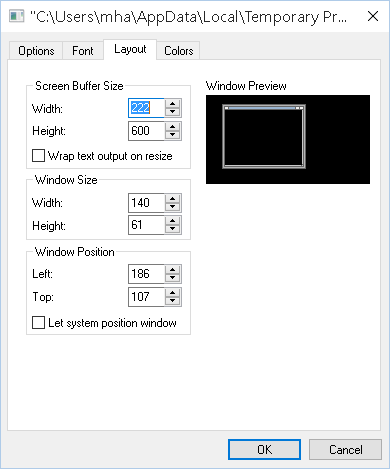 "C:\Users\mha\AppData\Local\Temporary Pr...
Options Font Layout Colors
Screen Buffer Size
Width: 222
Height: 600
Wrap text output on resize
Window Size
Width: 140
Height: 61
Window Position
Left: 186
Top: 107
Let system position window
Window Preview
OK Cancel